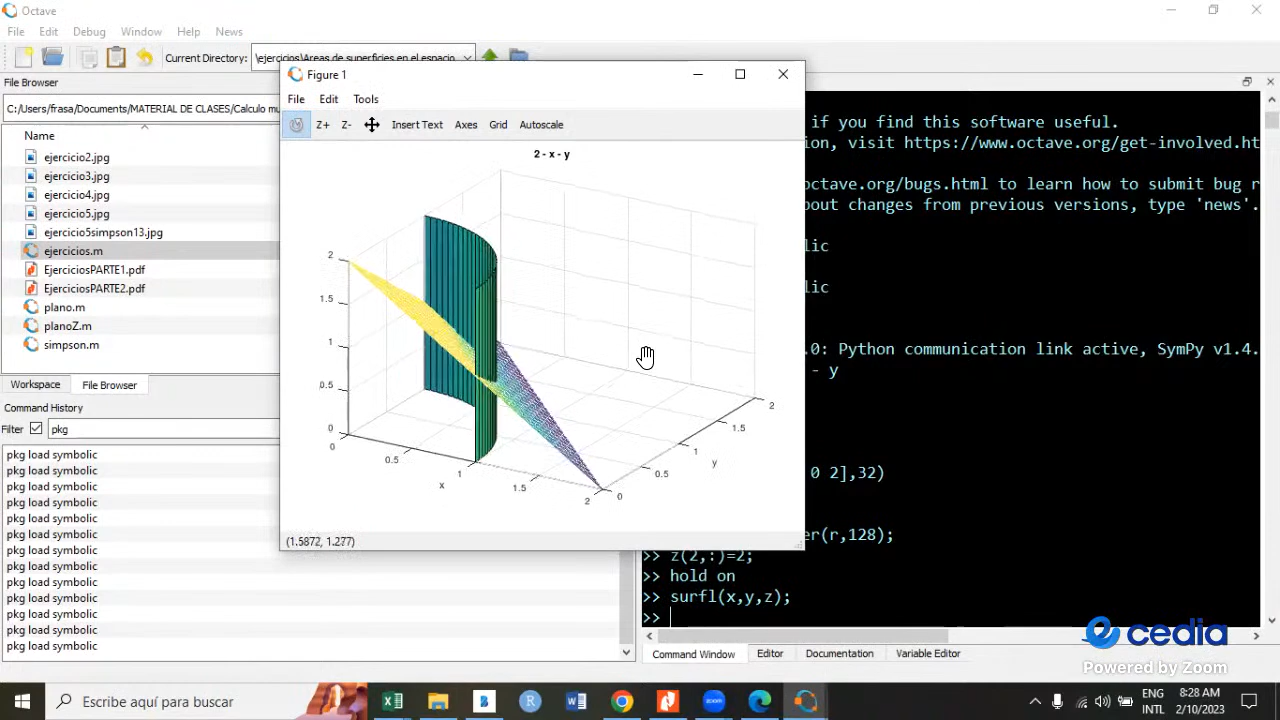 Octave
File Edit Debug Window Help News
Current Directory: \ejercicios\Areas de superficies en el espacio
File Browser
C:/Users/frasa/Documents/MATERIAL DE CLASES/Calculo mu
Name
ejercicio2.jpg
ejercicio3.jpg
ejercicio4.jpg
ejercicio5.jpg
ejercicio5simpson13.jpg
ejercicios.m
EjerciciosPARTE1.pdf
EjerciciosPARTE2.pdf
plano.m
planoZ.m
simpson.m
Workspace File Browser
Command History
Filter pkg
pkg load symbolic
pkg load symbolic
pkg load symbolic
pkg load symbolic
pkg load symbolic
pkg load symbolic
pkg load symbolic
pkg load symbolic
pkg load symbolic
pkg load symbolic
pkg load symbolic
pkg load symbolic
pkg load symbolic
Figure 1
File Edit Tools
Z+ Z- Insert Text Axes Grid Autoscale
2 - x - y
2
1.5
1
0.5
0
0
0.5
1
1.5
2
x
0
0.5
1
1.5
2
y
(1.5872, 1.277)
if you find this software useful.
ion, visit https://www.octave.org/get-involved.ht
octave.org/bugs.html to learn how to submit bug r
bout changes from previous versions, type 'news'.
lic
lic
.0: Python communication link active, SymPy v1.4.
- y
0 2],32)
er(r,128);
>> z(2,:)=2;
>> hold on
>> surfl(x,y,z);
>>
Command Window Editor Documentation Variable Editor
cedia
Powered by Zoom
Escribe aquí para buscar
zoom
ENG
INTL
8:28 AM
2/10/2023